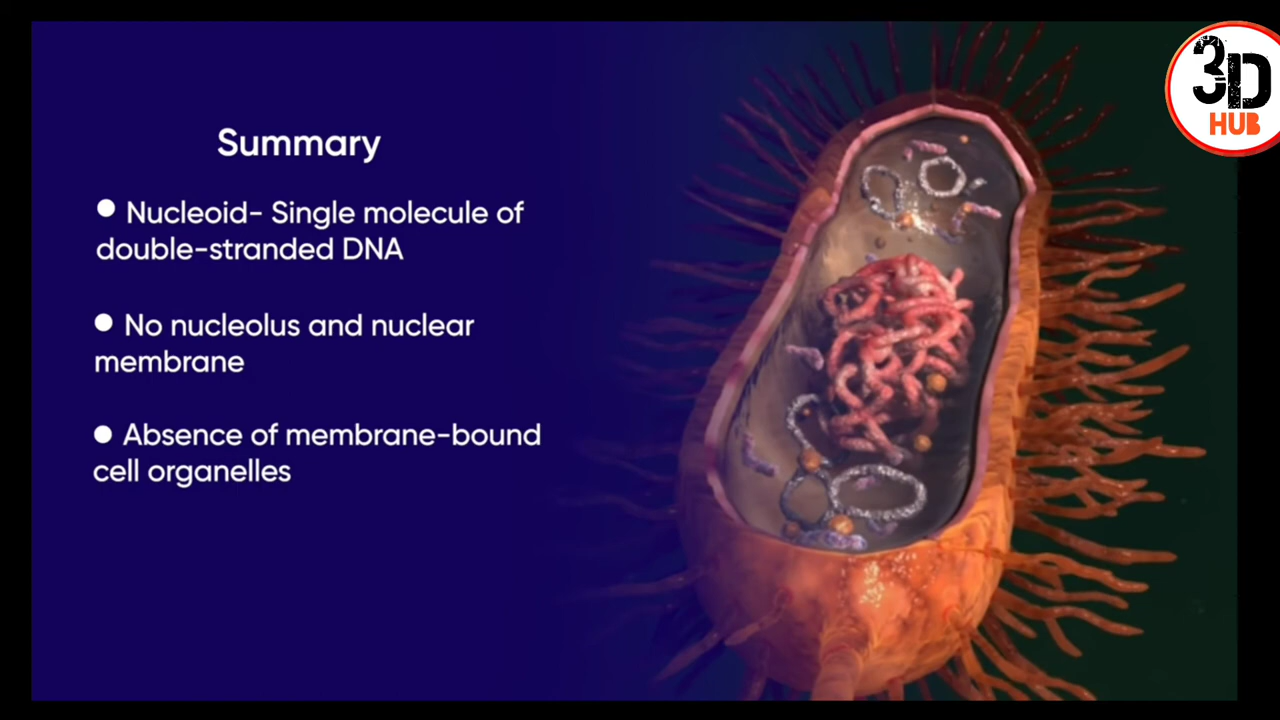 Summary
● Nucleoid- Single molecule of
double-stranded DNA
● No nucleolus and nuclear
membrane
● Absence of membrane-bound
cell organelles
3D
HUB